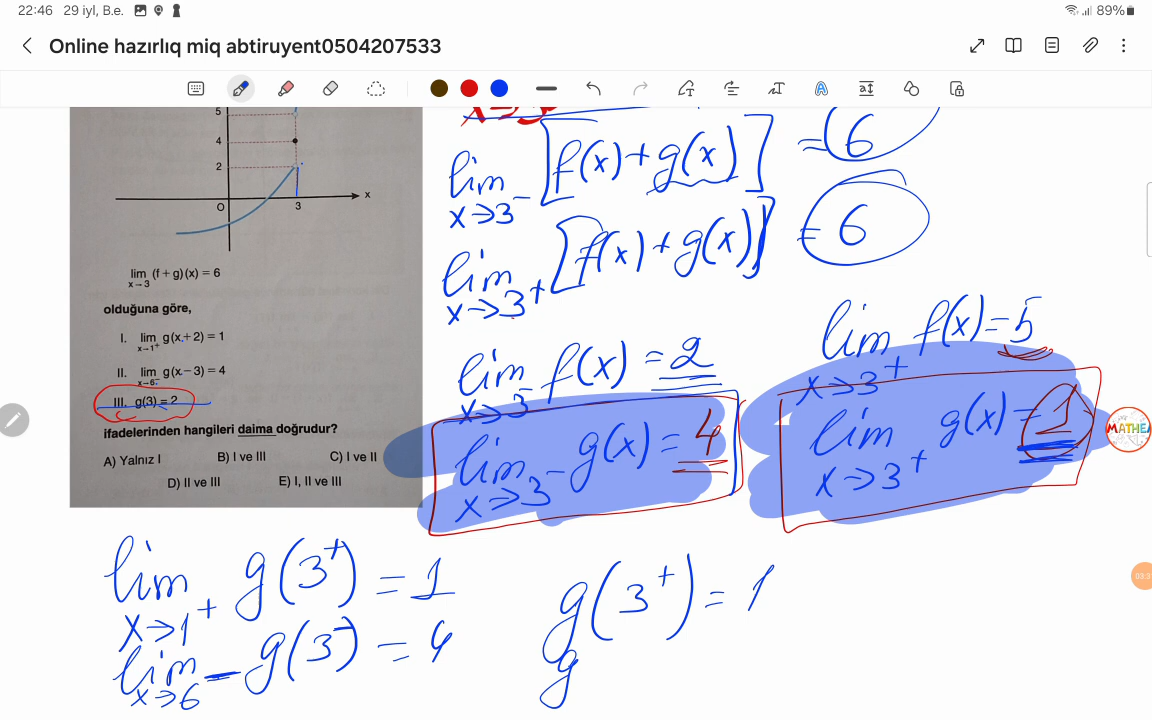 22:46 29 iyl, B.e. 89%
Online hazırlıq miq abtiruyent0504207533
5
4
2
O 3 x
lim (f + g)(x) = 6
x→3
olduğuna göre,
I. lim g(x+2) = 1
x→1⁺
II. lim g(x−3) = 4
x→6⁻
III. g(3) = 2
ifadelerinden hangileri daima doğrudur?
A) Yalnız I B) I ve III C) I ve II
D) II ve III E) I, II ve III
lim [f(x)+g(x)] = 6
x→3⁻
lim [f(x)+g(x)] = 6
x→3⁺
lim f(x) = 2
x→3⁻
lim f(x) = 5
x→3⁺
lim g(x) = 4
x→3⁻
lim g(x) = 1
x→3⁺
MATHE
lim g(3⁺) = 1
x→1⁺
lim g(3⁻) = 4
x→6⁻
g(3⁺) = 1
g